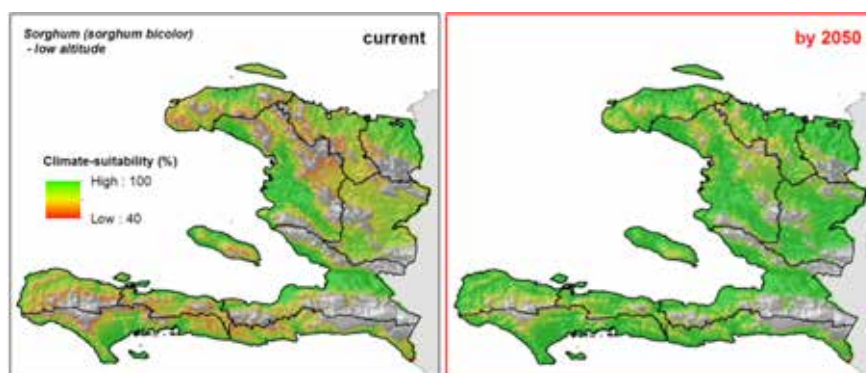 Sorghum (sorghum bicolor)
- low altitude
current
by 2050
Climate-suitability (%)
High : 100
Low : 40